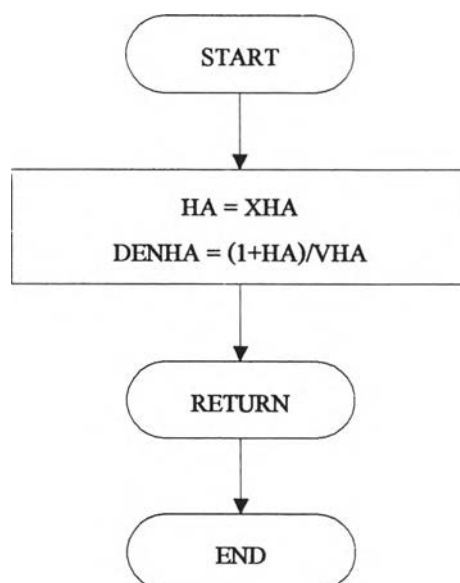 START
HA = XHA
DENHA = (1+HA)/VHA
RETURN
END